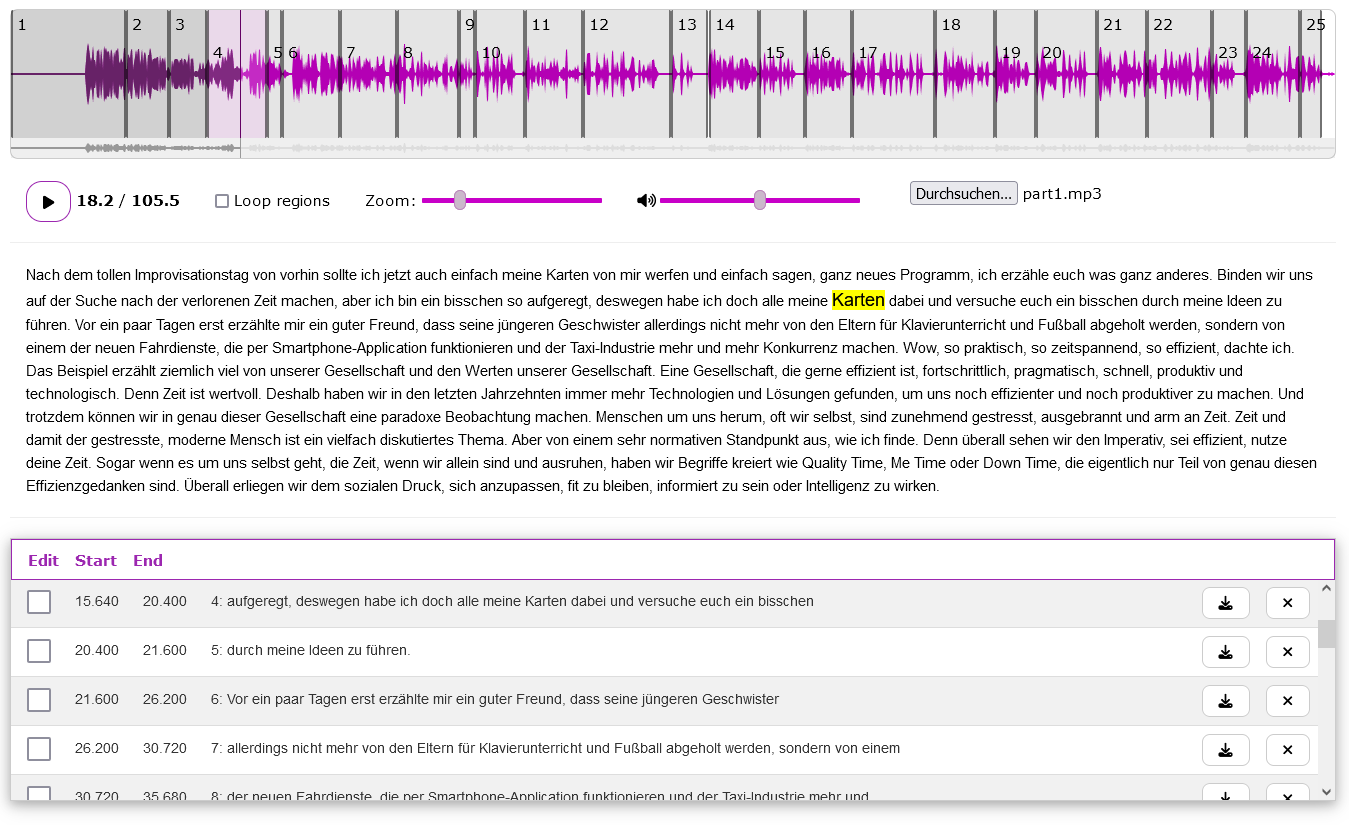 1 2 3 9 11 12 13 14 18 21 22 25
4 5 6 7 8 10 15 16 17 19 20 23 24
18.2 / 105.5 Loop regions Zoom: Durchsuchen... part1.mp3
Nach dem tollen Improvisationstag von vorhin sollte ich jetzt auch einfach meine Karten von mir werfen und einfach sagen, ganz neues Programm, ich erzähle euch was ganz anderes. Binden wir uns
auf der Suche nach der verlorenen Zeit machen, aber ich bin ein bisschen so aufgeregt, deswegen habe ich doch alle meine Karten dabei und versuche euch ein bisschen durch meine Ideen zu
führen. Vor ein paar Tagen erst erzählte mir ein guter Freund, dass seine jüngeren Geschwister allerdings nicht mehr von den Eltern für Klavierunterricht und Fußball abgeholt werden, sondern von
einem der neuen Fahrdienste, die per Smartphone-Application funktionieren und der Taxi-Industrie mehr und mehr Konkurrenz machen. Wow, so praktisch, so zeitspannend, so effizient, dachte ich.
Das Beispiel erzählt ziemlich viel von unserer Gesellschaft und den Werten unserer Gesellschaft. Eine Gesellschaft, die gerne effizient ist, fortschrittlich, pragmatisch, schnell, produktiv und
technologisch. Denn Zeit ist wertvoll. Deshalb haben wir in den letzten Jahrzehnten immer mehr Technologien und Lösungen gefunden, um uns noch effizienter und noch produktiver zu machen. Und
trotzdem können wir in genau dieser Gesellschaft eine paradoxe Beobachtung machen. Menschen um uns herum, oft wir selbst, sind zunehmend gestresst, ausgebrannt und arm an Zeit. Zeit und
damit der gestresste, moderne Mensch ist ein vielfach diskutiertes Thema. Aber von einem sehr normativen Standpunkt aus, wie ich finde. Denn überall sehen wir den Imperativ, sei effizient, nutze
deine Zeit. Sogar wenn es um uns selbst geht, die Zeit, wenn wir allein sind und ausruhen, haben wir Begriffe kreiert wie Quality Time, Me Time oder Down Time, die eigentlich nur Teil von genau diesen
Effizienzgedanken sind. Überall erliegen wir dem sozialen Druck, sich anzupassen, fit zu bleiben, informiert zu sein oder Intelligenz zu wirken.
Edit Start End
15.640 20.400 4: aufgeregt, deswegen habe ich doch alle meine Karten dabei und versuche euch ein bisschen
20.400 21.600 5: durch meine Ideen zu führen.
21.600 26.200 6: Vor ein paar Tagen erst erzählte mir ein guter Freund, dass seine jüngeren Geschwister
26.200 30.720 7: allerdings nicht mehr von den Eltern für Klavierunterricht und Fußball abgeholt werden, sondern von einem
30.720 35.680 8: der neuen Fahrdienste, die per Smartphone-Application funktionieren und der Taxi-Industrie mehr und